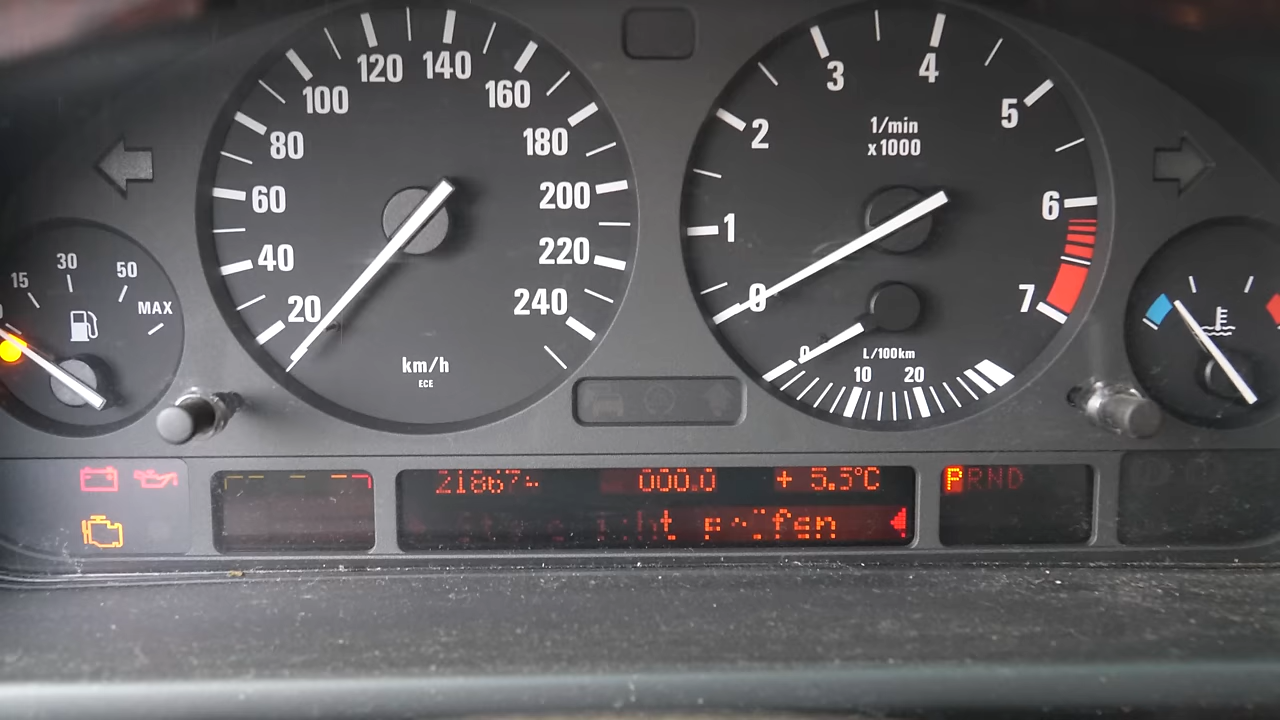 120 140
100 160
80 180
60 200
40 220
20 240
km/h
ECE
3 4
2 5
1 6
0 7
1/min
x1000
0 10 20
L/100km
15 30 50 MAX
000.0 + 5.5°C
PRND